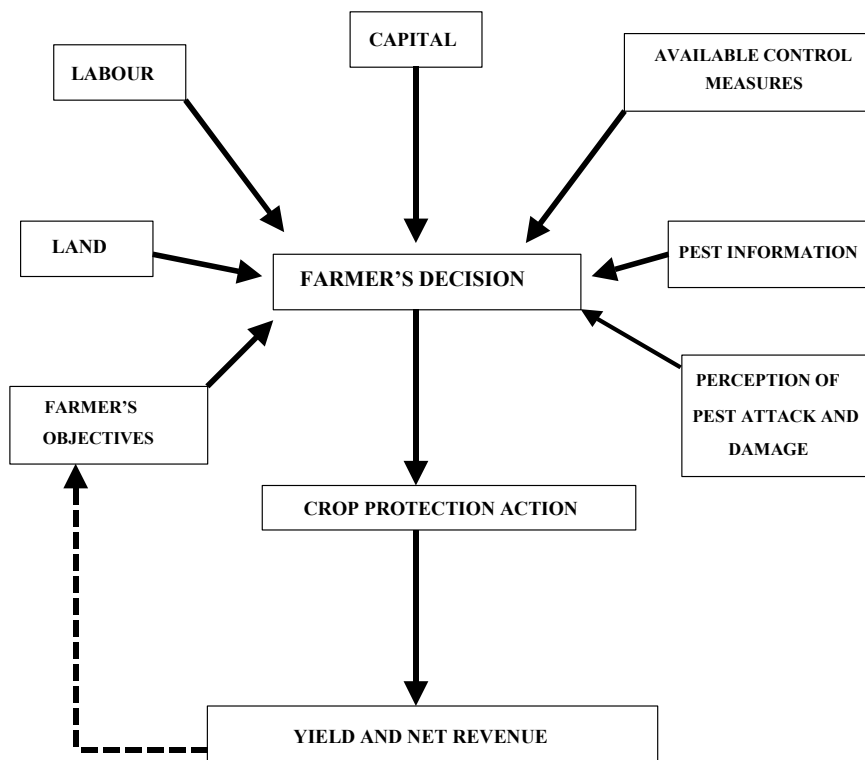 CAPITAL
LABOUR
AVAILABLE CONTROL
MEASURES
LAND
PEST INFORMATION
FARMER’S DECISION
FARMER’S
OBJECTIVES
PERCEPTION OF
PEST ATTACK AND
DAMAGE
CROP PROTECTION ACTION
YIELD AND NET REVENUE